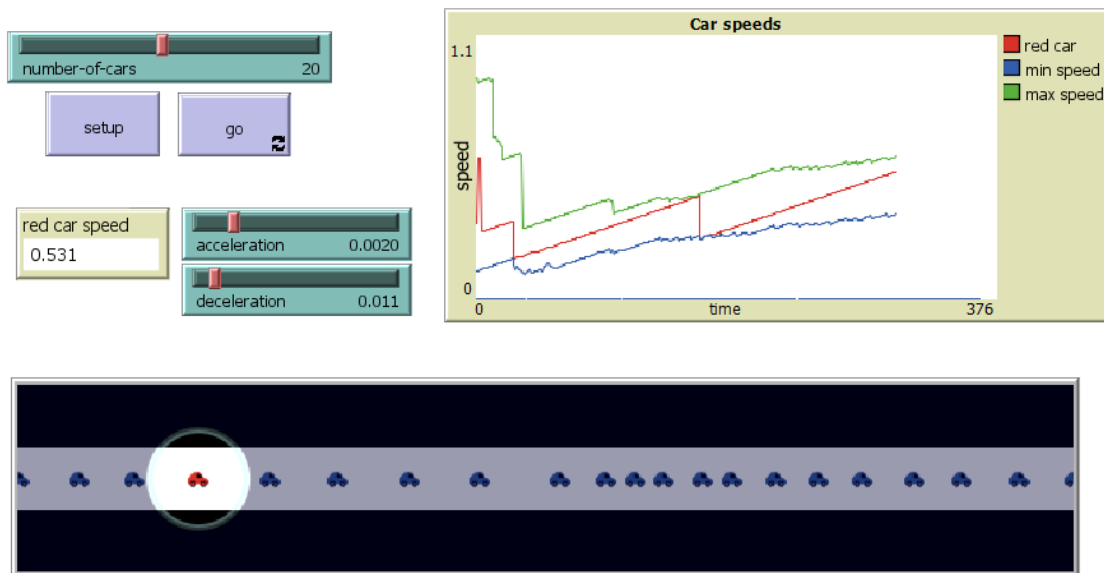 number-of-cars 20
setup
go
red car speed
0.531
acceleration 0.0020
deceleration 0.011
Car speeds
1.1
speed
0
0
time
376
red car
min speed
max speed